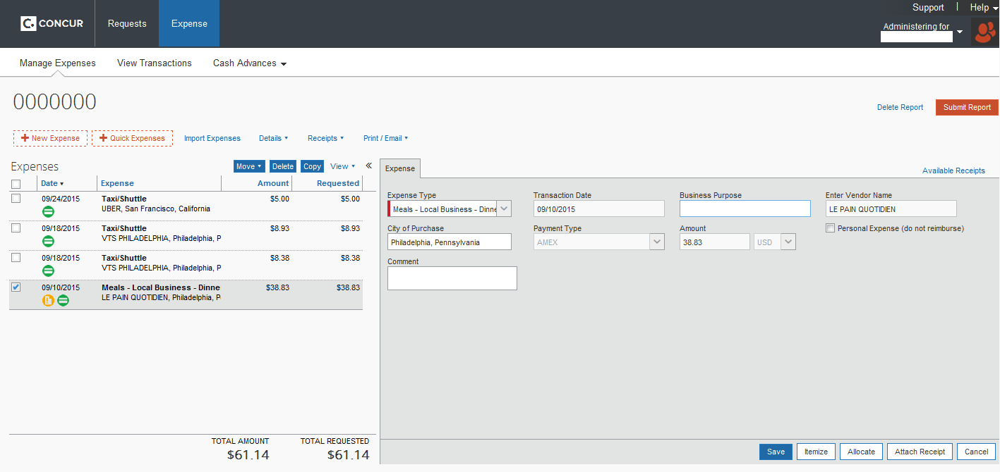 Support | Help
C. CONCUR Requests Expense
Administering for
Manage Expenses View Transactions Cash Advances
0000000
Delete Report Submit Report
+ New Expense + Quick Expenses Import Expenses Details Receipts Print / Email
Expenses Move Delete Copy View «
Date Expense Amount Requested
09/24/2015 Taxi/Shuttle $5.00 $5.00
UBER, San Francisco, California
09/18/2015 Taxi/Shuttle $8.93 $8.93
VTS PHILADELPHIA, Philadelphia, P
09/18/2015 Taxi/Shuttle $8.38 $8.38
VTS PHILADELPHIA, Philadelphia, P
09/10/2015 Meals - Local Business - Dinne $38.83 $38.83
LE PAIN QUOTIDIEN, Philadelphia, P
TOTAL AMOUNT TOTAL REQUESTED
$61.14 $61.14
Expense
Available Receipts
Expense Type Transaction Date Business Purpose Enter Vendor Name
Meals - Local Business - Dinne 09/10/2015 LE PAIN QUOTIDIEN
City of Purchase Payment Type Amount Personal Expense (do not reimburse)
Philadelphia, Pennsylvania AMEX 38.83 USD
Comment
Save Itemize Allocate Attach Receipt Cancel